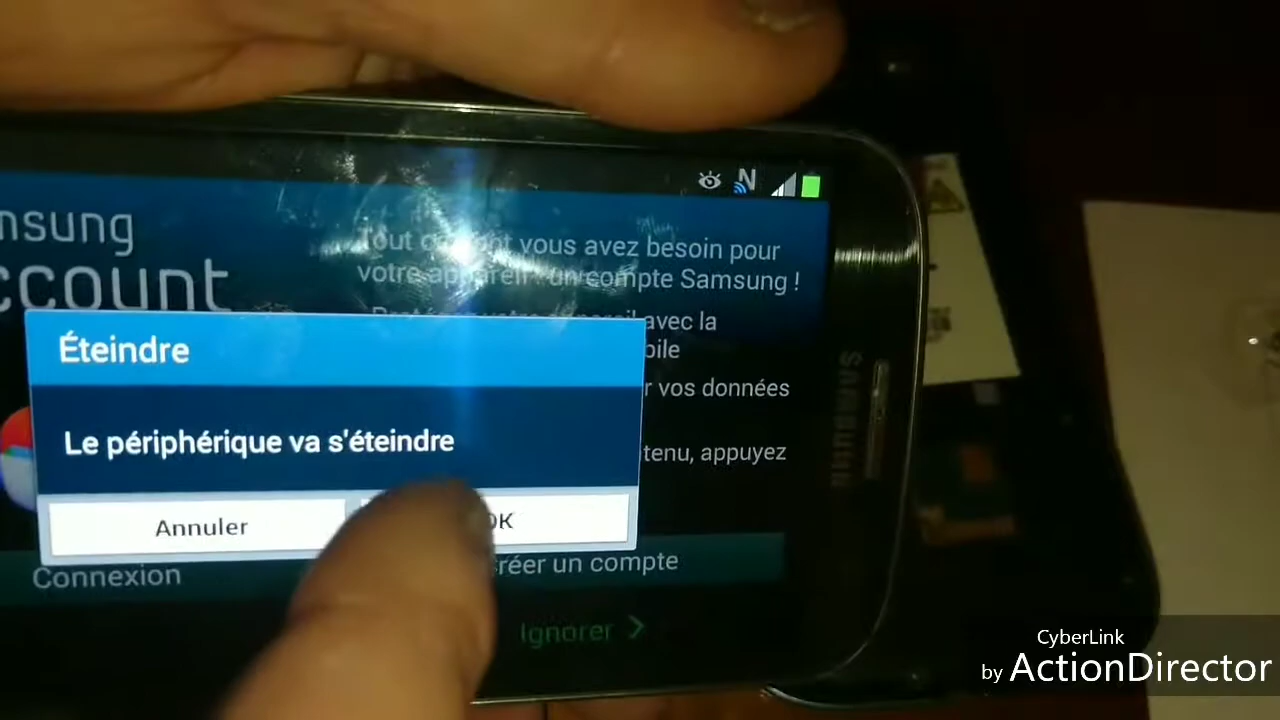 msung
ccount
Tout ce dont vous avez besoin pour
votre appareil : un compte Samsung !
avec la
r vos données
tenu, appuyez
Éteindre
Le périphérique va s'éteindre
Annuler
OK
Connexion
créer un compte
Ignorer
SAMSUNG
CyberLink
by ActionDirector